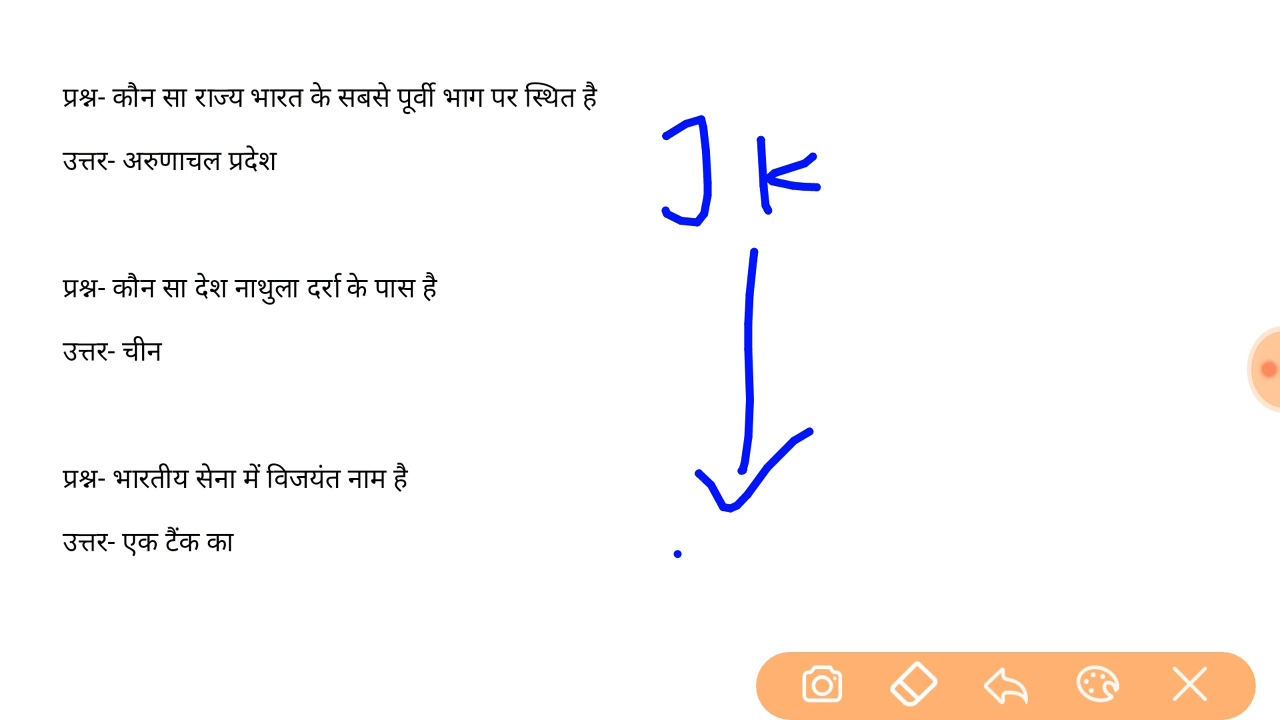 प्रश्न- कौन सा राज्य भारत के सबसे पूर्वी भाग पर स्थित है
उत्तर- अरुणाचल प्रदेश
प्रश्न- कौन सा देश नाथुला दर्रा के पास है
उत्तर- चीन
प्रश्न- भारतीय सेना में विजयंत नाम है
उत्तर- एक टैंक का
J K